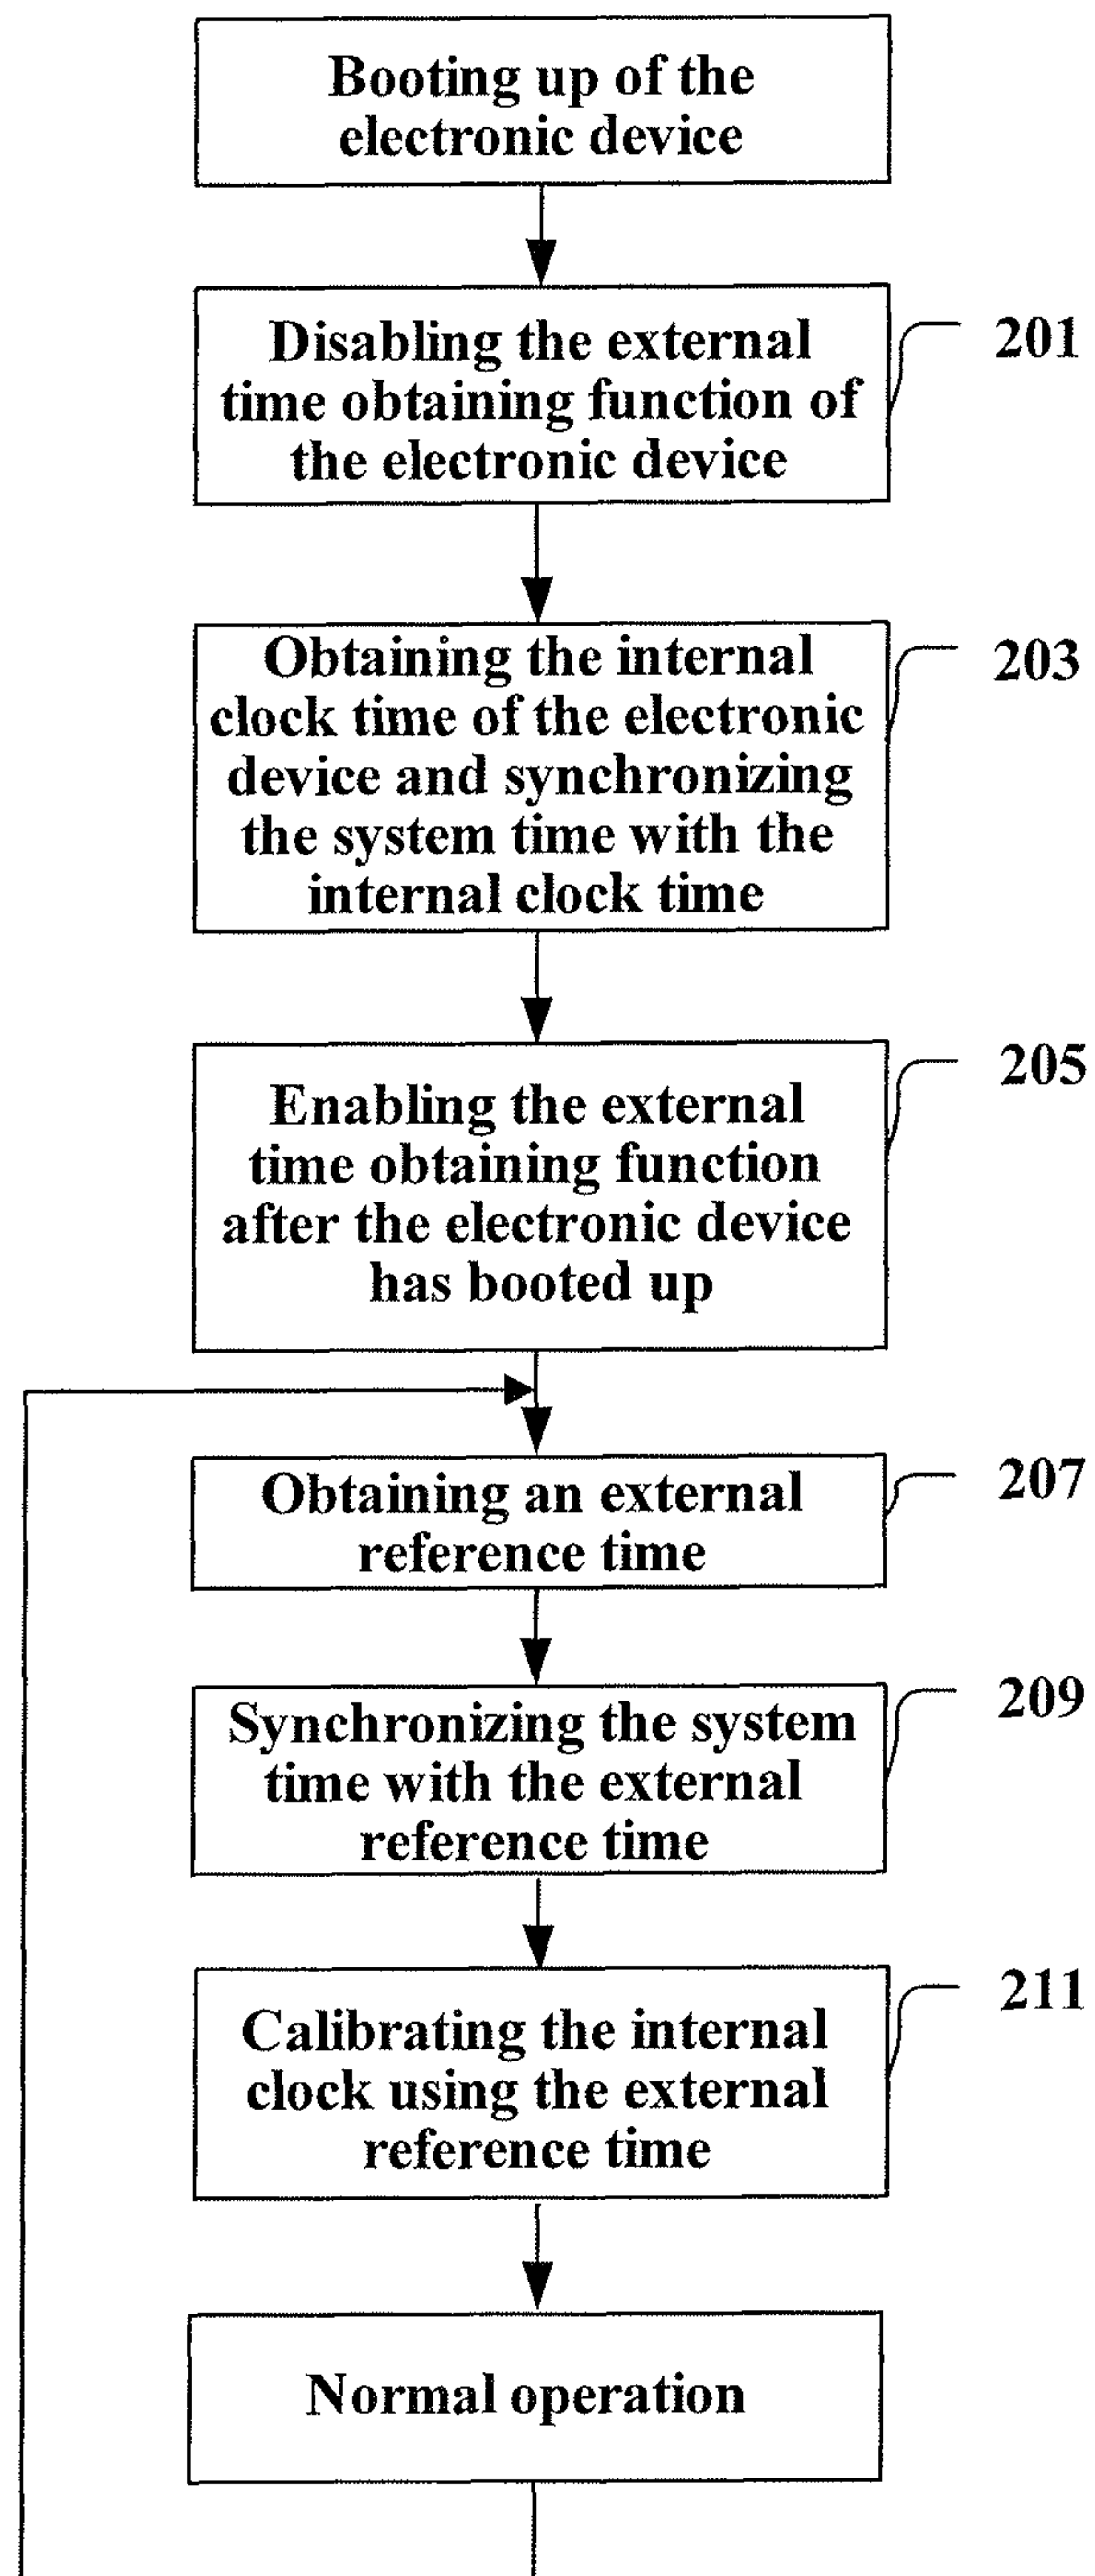 Booting up of the
electronic device
Disabling the external
time obtaining function of
the electronic device
201
Obtaining the internal
clock time of the electronic
device and synchronizing
the system time with the
internal clock time
203
Enabling the external
time obtaining function
after the electronic device
has booted up
205
Obtaining an external
reference time
207
Synchronizing the system
time with the external
reference time
209
Calibrating the internal
clock using the external
reference time
211
Normal operation